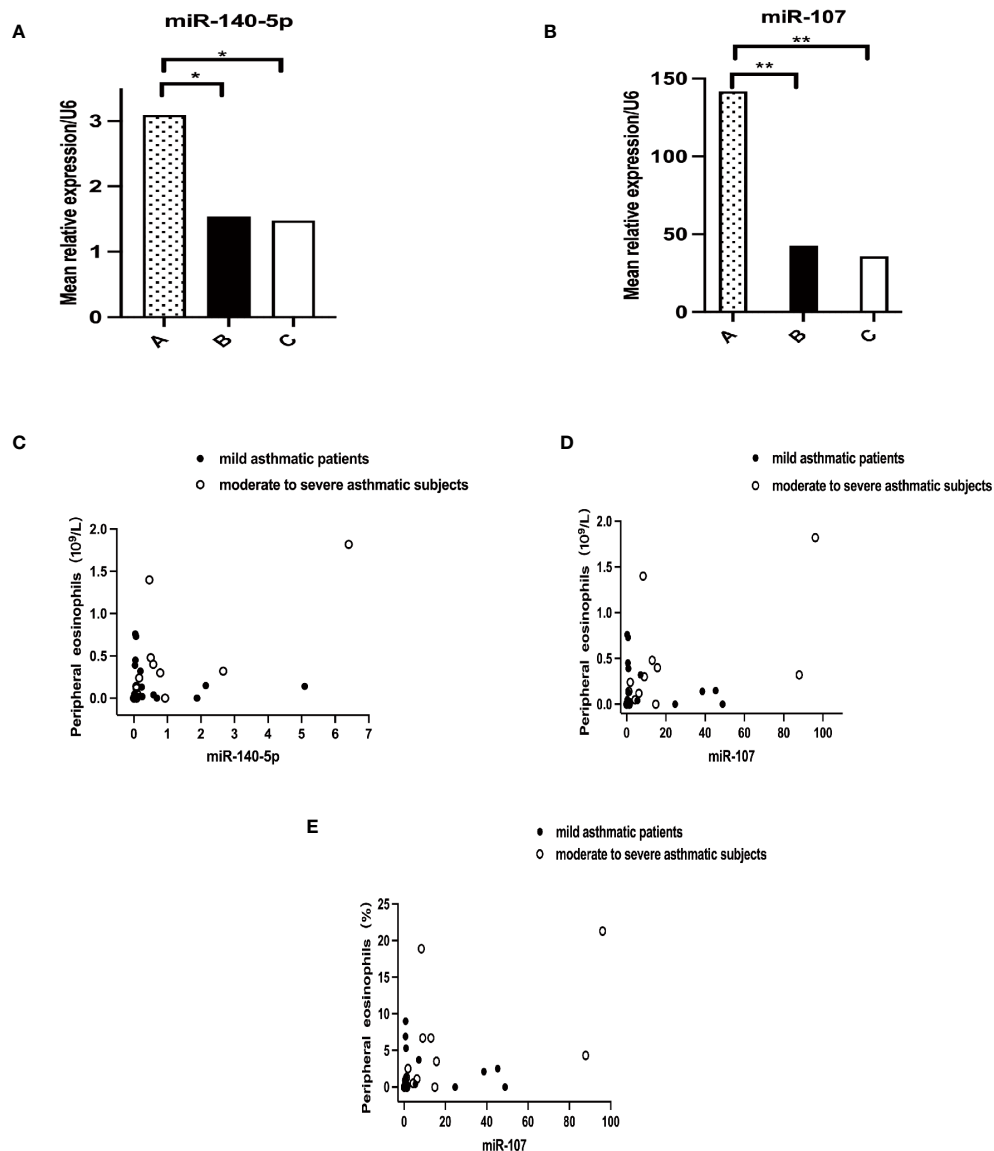 A
miR-140-5p
*
*
Mean relative expression/U6
3
2
1
0
A
B
C
B
miR-107
**
**
Mean relative expression/U6
150
100
50
0
A
B
C
C
mild asthmatic patients
moderate to severe asthmatic subjects
Peripheral eosinophils (10⁹/L)
2.0
1.5
1.0
0.5
0.0
0 1 2 3 4 5 6 7
miR-140-5p
D
mild asthmatic patients
moderate to severe asthmatic subjects
Peripheral eosinophils (10⁹/L)
2.0
1.5
1.0
0.5
0.0
0 20 40 60 80 100
miR-107
E
mild asthmatic patients
moderate to severe asthmatic subjects
Peripheral eosinophils (%)
25
20
15
10
5
0
0 20 40 60 80 100
miR-107